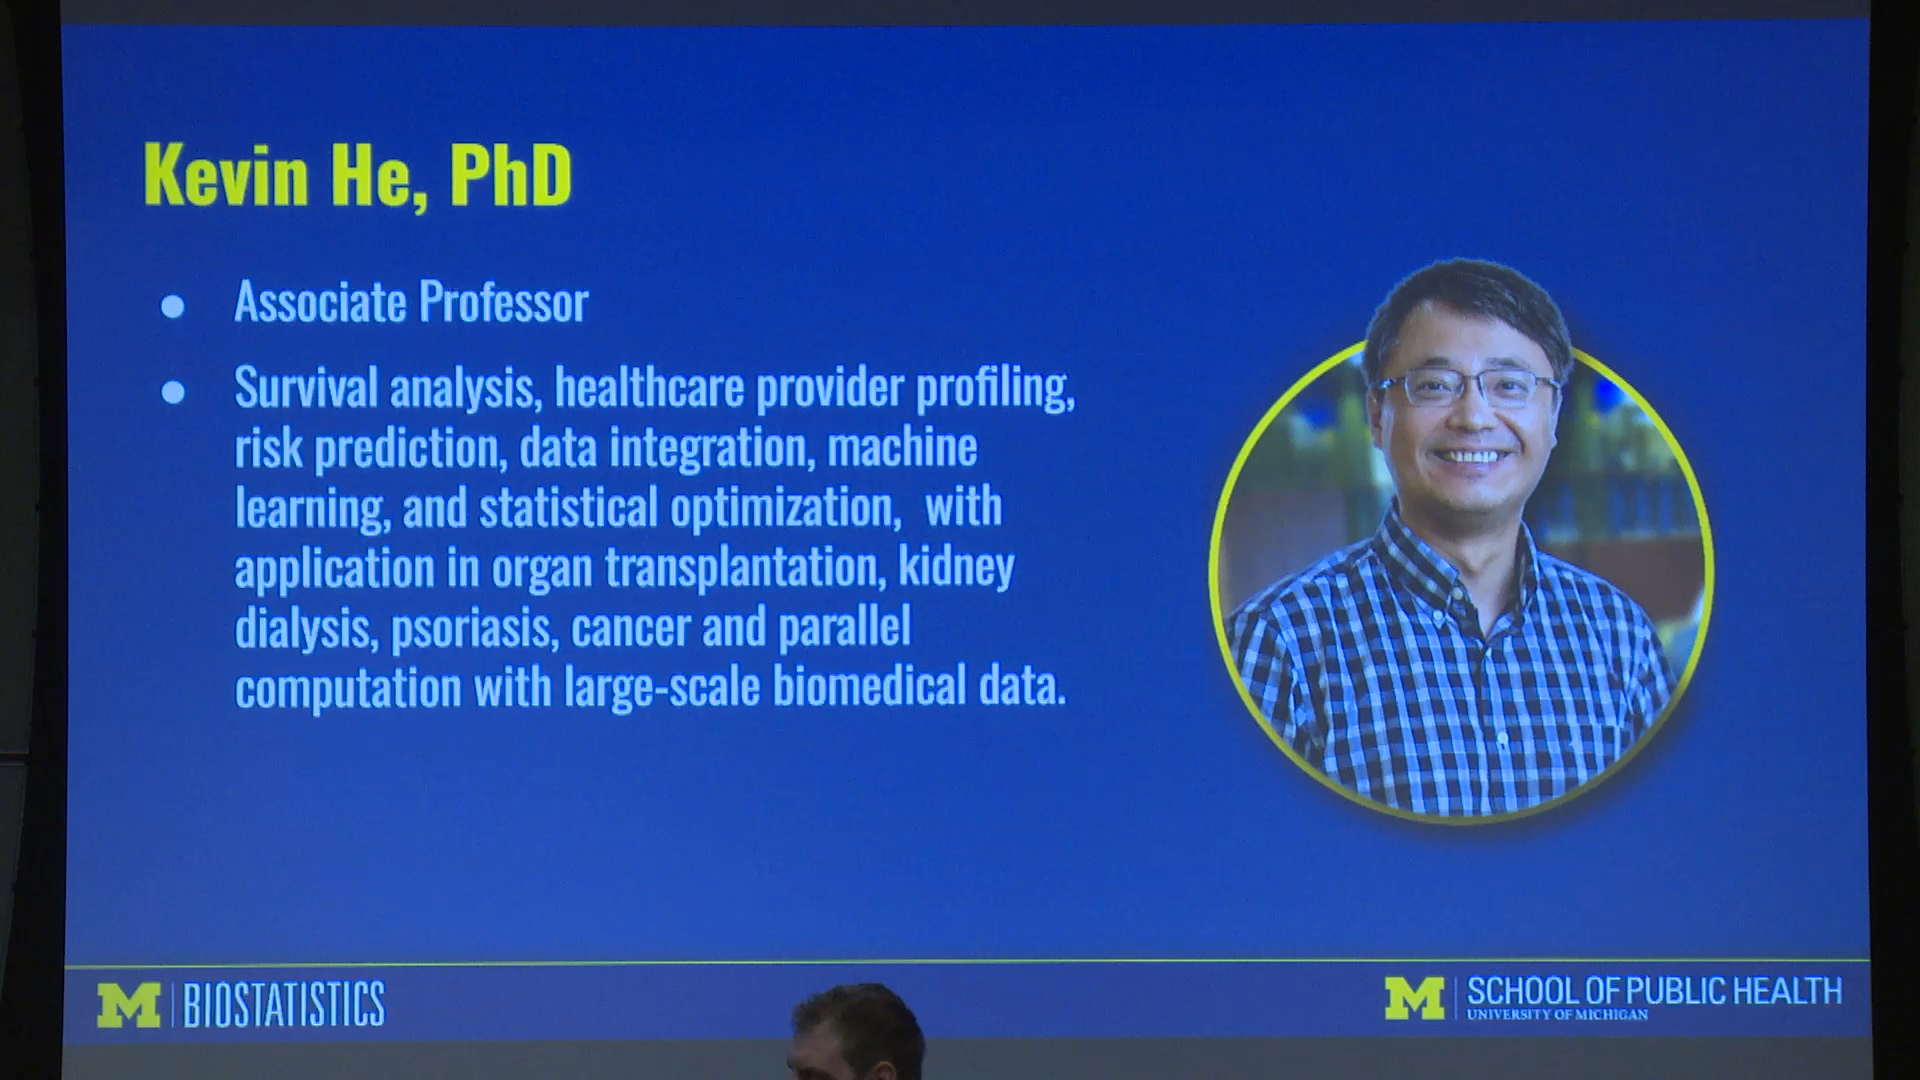 Kevin He, PhD
● Associate Professor
● Survival analysis, healthcare provider profiling,
risk prediction, data integration, machine
learning, and statistical optimization,  with
application in organ transplantation, kidney
dialysis, psoriasis, cancer and parallel
computation with large-scale biomedical data.
M BIOSTATISTICS
M SCHOOL OF PUBLIC HEALTH
UNIVERSITY OF MICHIGAN